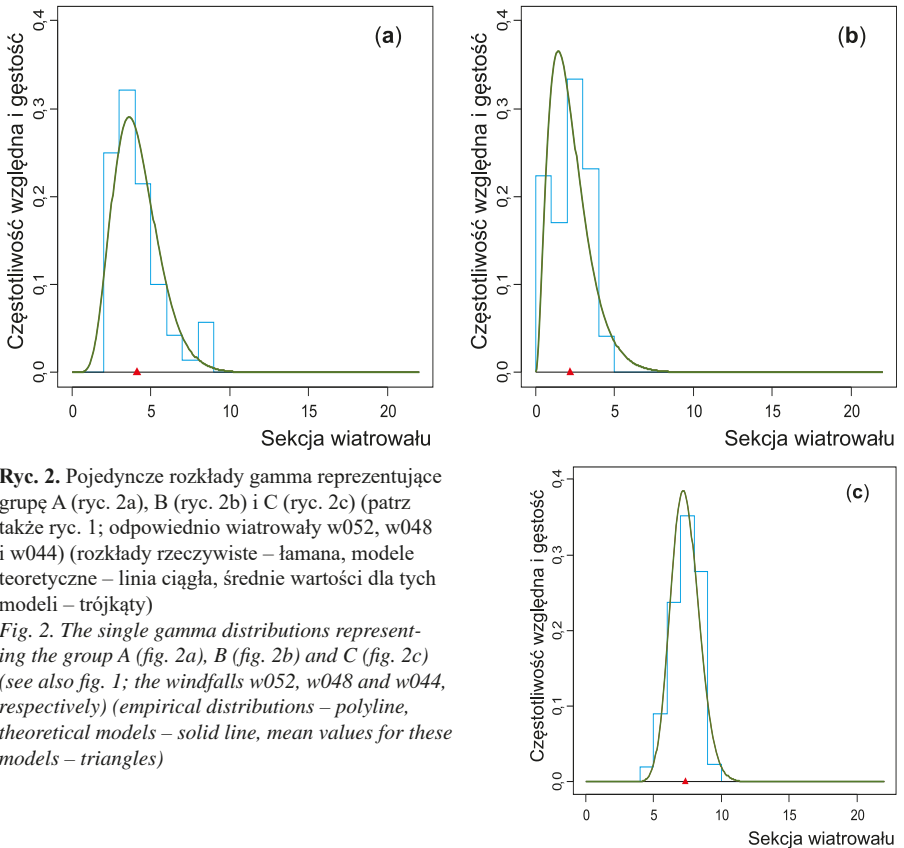 (a)
Częstotliwość względna i gęstość
0,4
0,3
0,2
0,1
0,0
0 5 10 15 20
Sekcja wiatrowału
(b)
Częstotliwość względna i gęstość
0,4
0,3
0,2
0,1
0,0
0 5 10 15 20
Sekcja wiatrowału
Ryc. 2. Pojedyncze rozkłady gamma reprezentujące
grupę A (ryc. 2a), B (ryc. 2b) i C (ryc. 2c) (patrz
także ryc. 1; odpowiednio wiatrowały w052, w048
i w044) (rozkłady rzeczywiste – łamana, modele
teoretyczne – linia ciągła, średnie wartości dla tych
modeli – trójkąty)
Fig. 2. The single gamma distributions represent-
ing the group A (fig. 2a), B (fig. 2b) and C (fig. 2c)
(see also fig. 1; the windfalls w052, w048 and w044,
respectively) (empirical distributions – polyline,
theoretical models – solid line, mean values for these
models – triangles)
(c)
Częstotliwość względna i gęstość
0,4
0,3
0,2
0,1
0,0
0 5 10 15 20
Sekcja wiatrowału